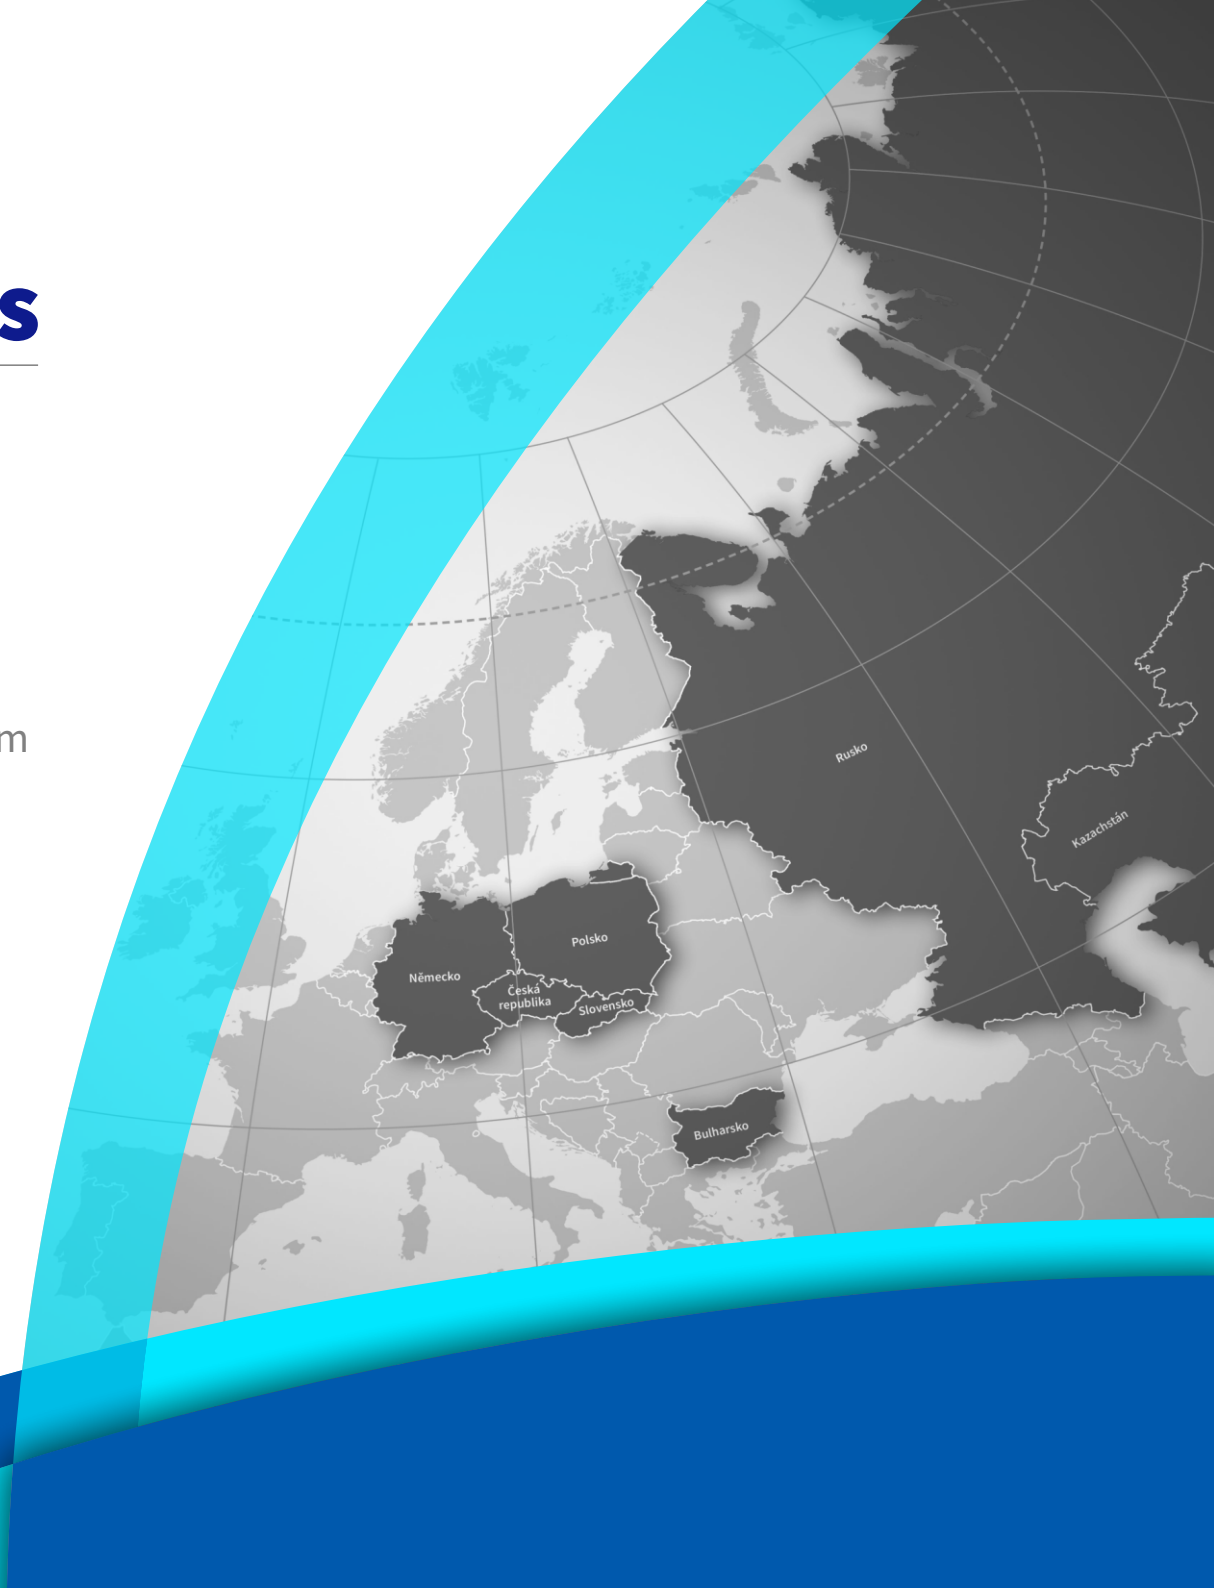 s
m
Rusko
Kazachstán
Polsko
Německo
Česká
republika
Slovensko
Bulharsko